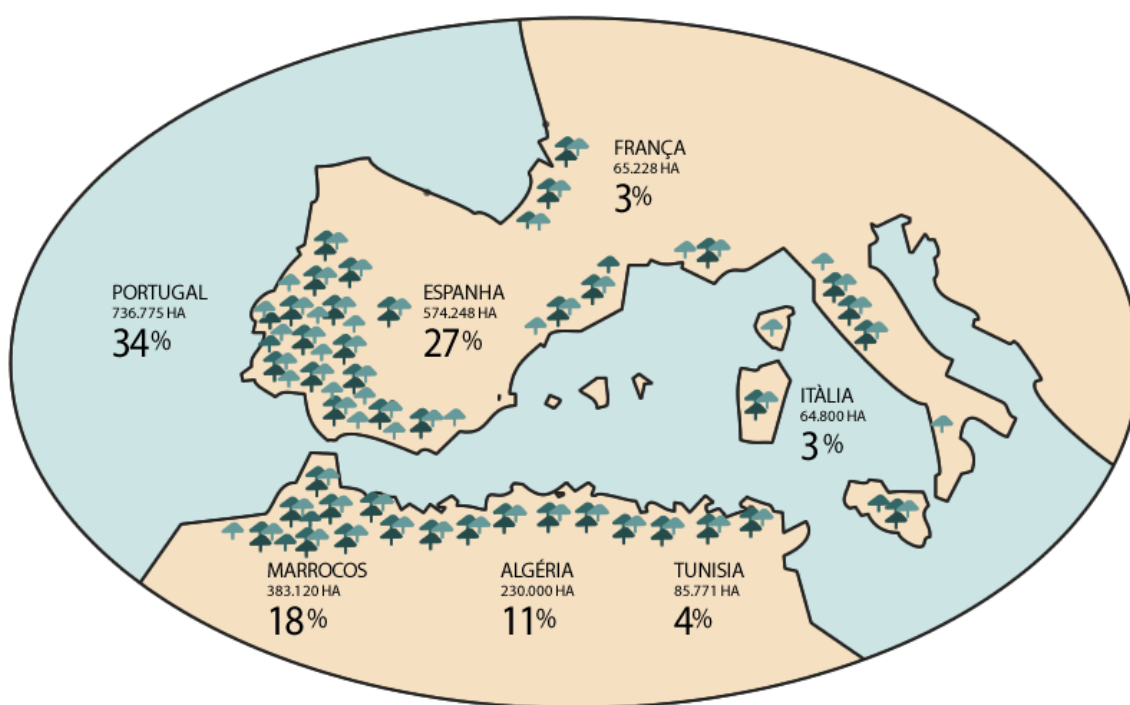 FRANÇA
65.228 HA
3%
PORTUGAL
736.775 HA
34%
ESPANHA
574.248 HA
27%
ITÀLIA
64.800 HA
3%
MARROCOS
383.120 HA
18%
ALGÉRIA
230.000 HA
11%
TUNISIA
85.771 HA
4%